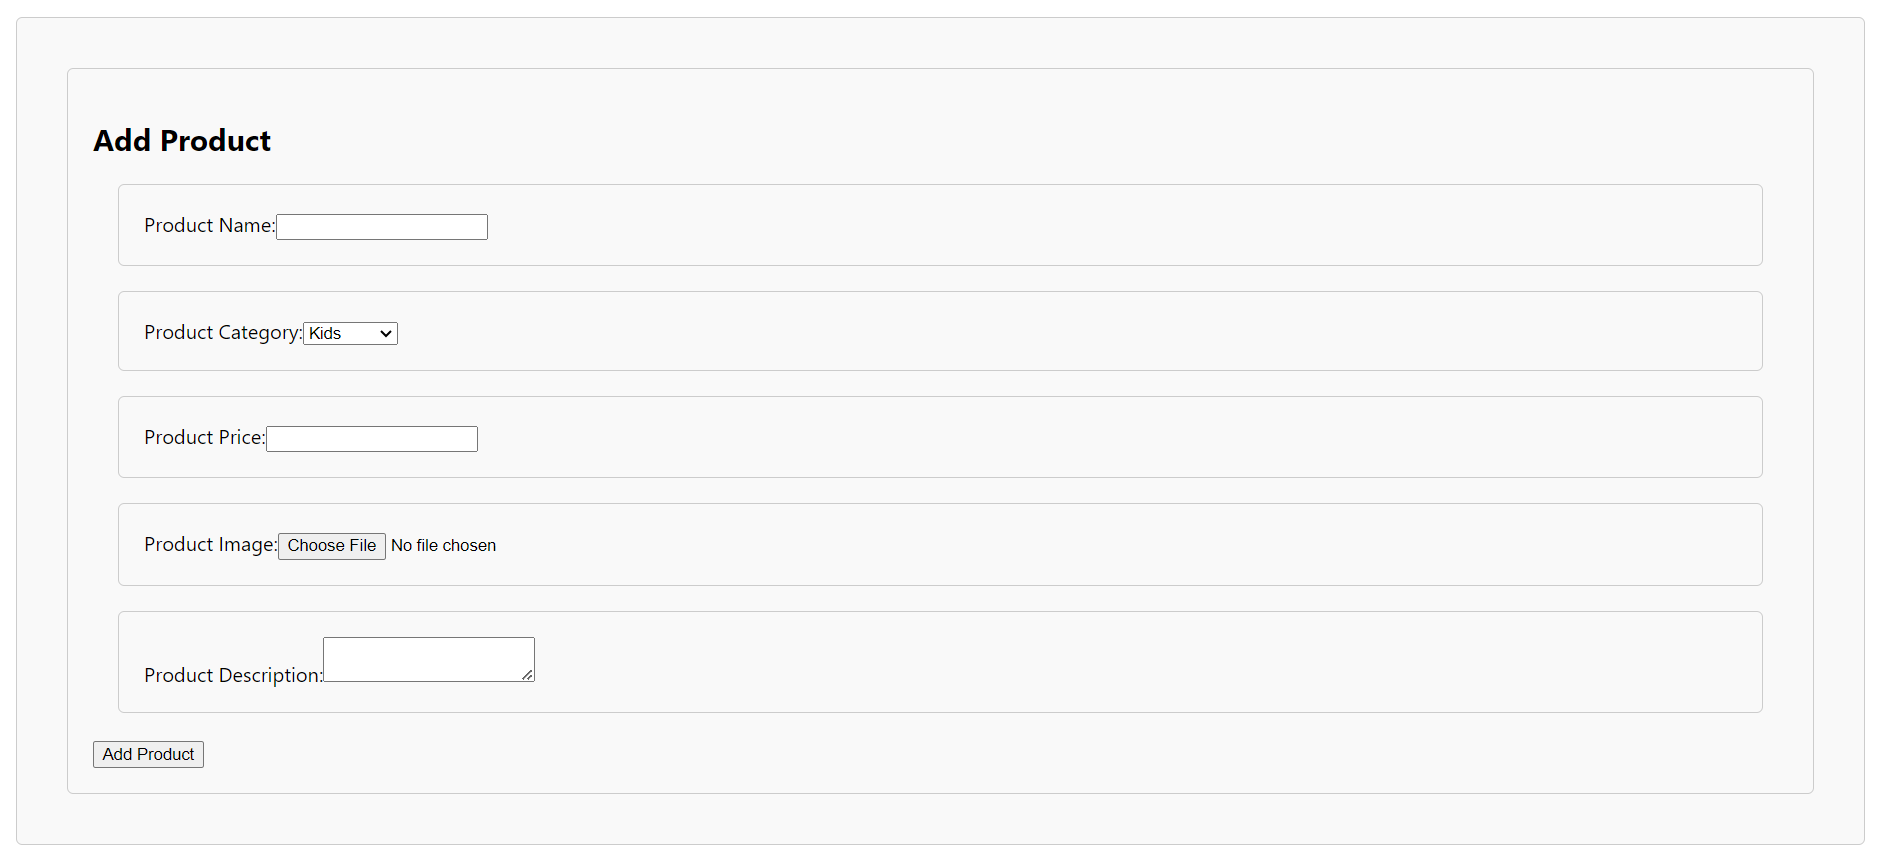 Add Product
Product Name:
Product Category: Kids
Product Price:
Product Image: Choose File No file chosen
Product Description:
Add Product